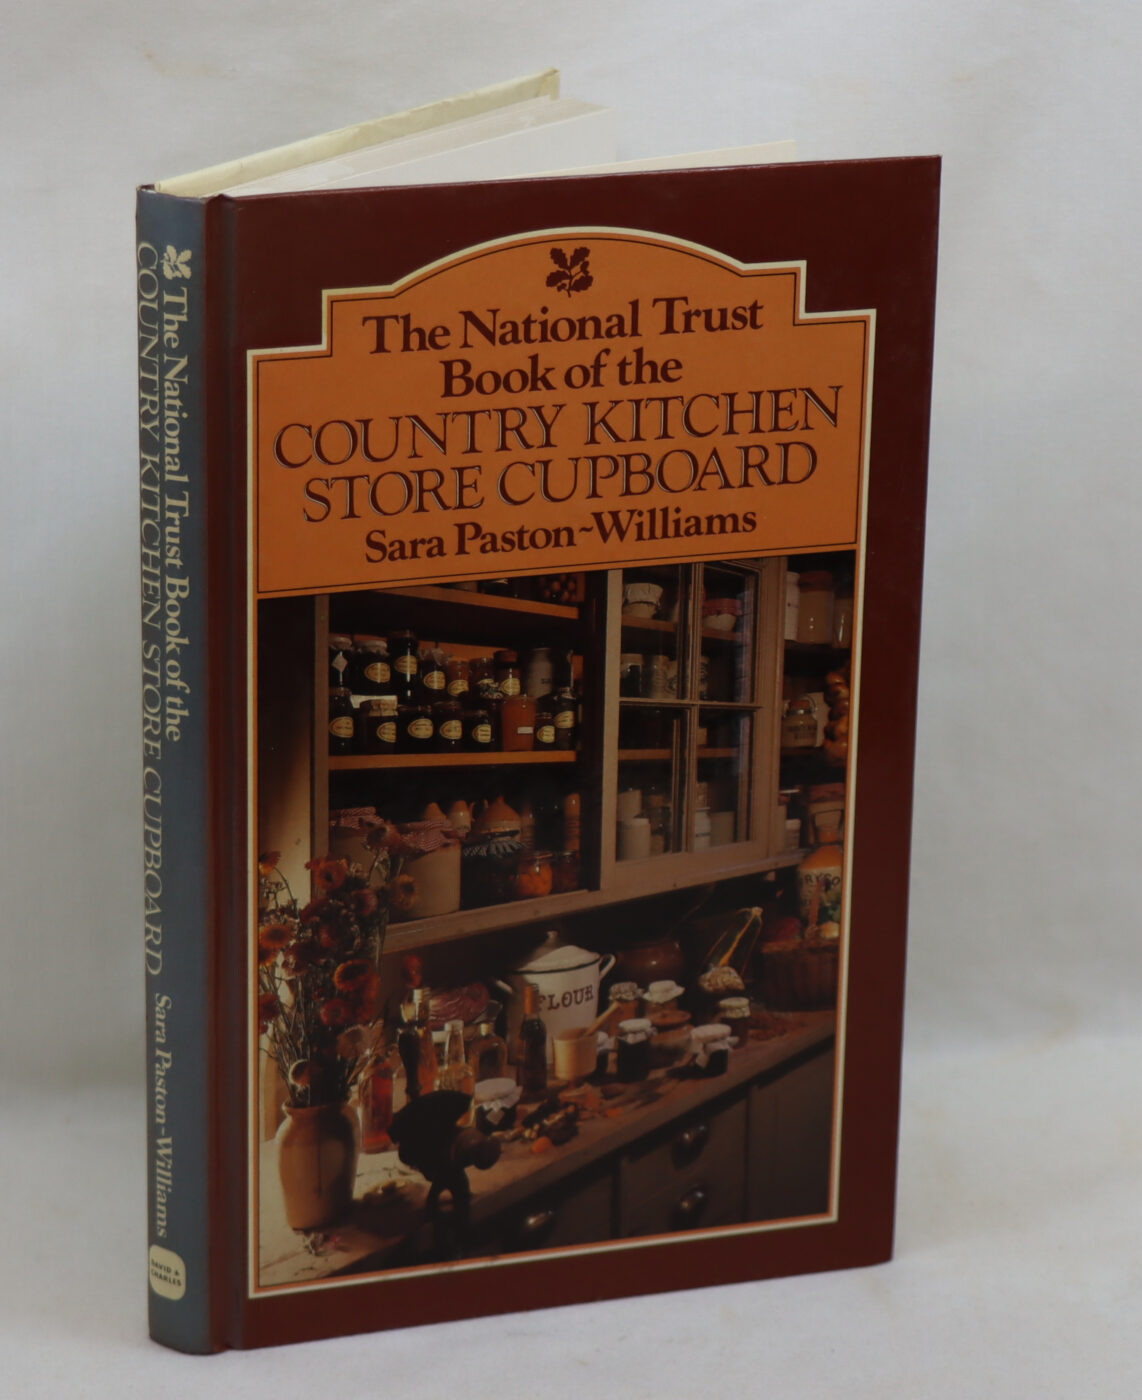 The National Trust
Book of the
COUNTRY KITCHEN
STORE CUPBOARD
Sara Paston~Williams
FLOUR
The National Trust Book of the
COUNTRY KITCHEN STORE CUPBOARD
Sara Paston~Williams
DAVID &
CHARLES